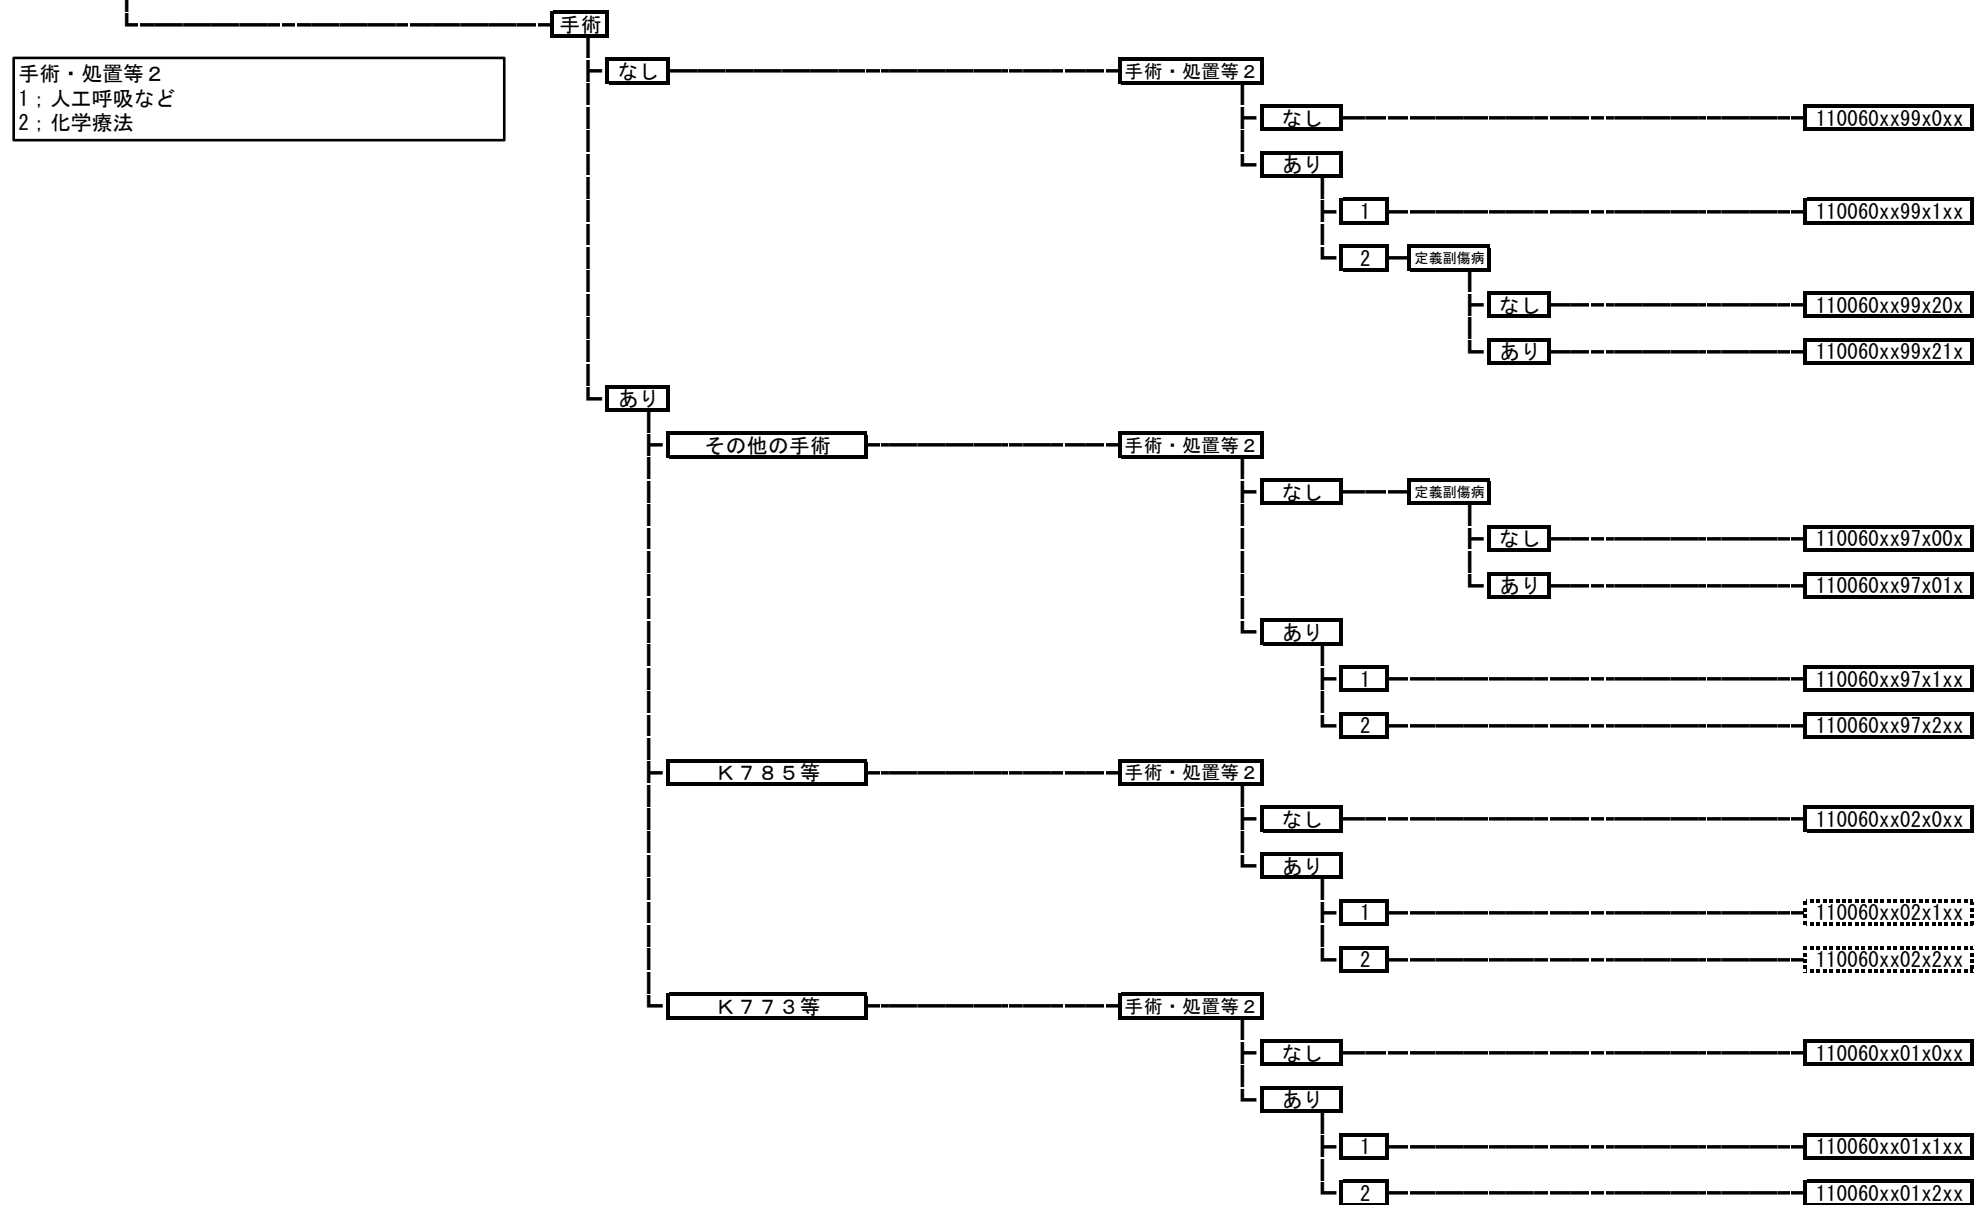 手術
手術・処置等２
1；人工呼吸など
2；化学療法
なし
手術・処置等２
なし
110060xx99x0xx
あり
1
110060xx99x1xx
2
定義副傷病
なし
110060xx99x20x
あり
110060xx99x21x
あり
その他の手術
手術・処置等２
なし
定義副傷病
なし
110060xx97x00x
あり
110060xx97x01x
あり
1
110060xx97x1xx
2
110060xx97x2xx
Ｋ７８５等
手術・処置等２
なし
110060xx02x0xx
あり
1
110060xx02x1xx
2
110060xx02x2xx
Ｋ７７３等
手術・処置等２
なし
110060xx01x0xx
あり
1
110060xx01x1xx
2
110060xx01x2xx